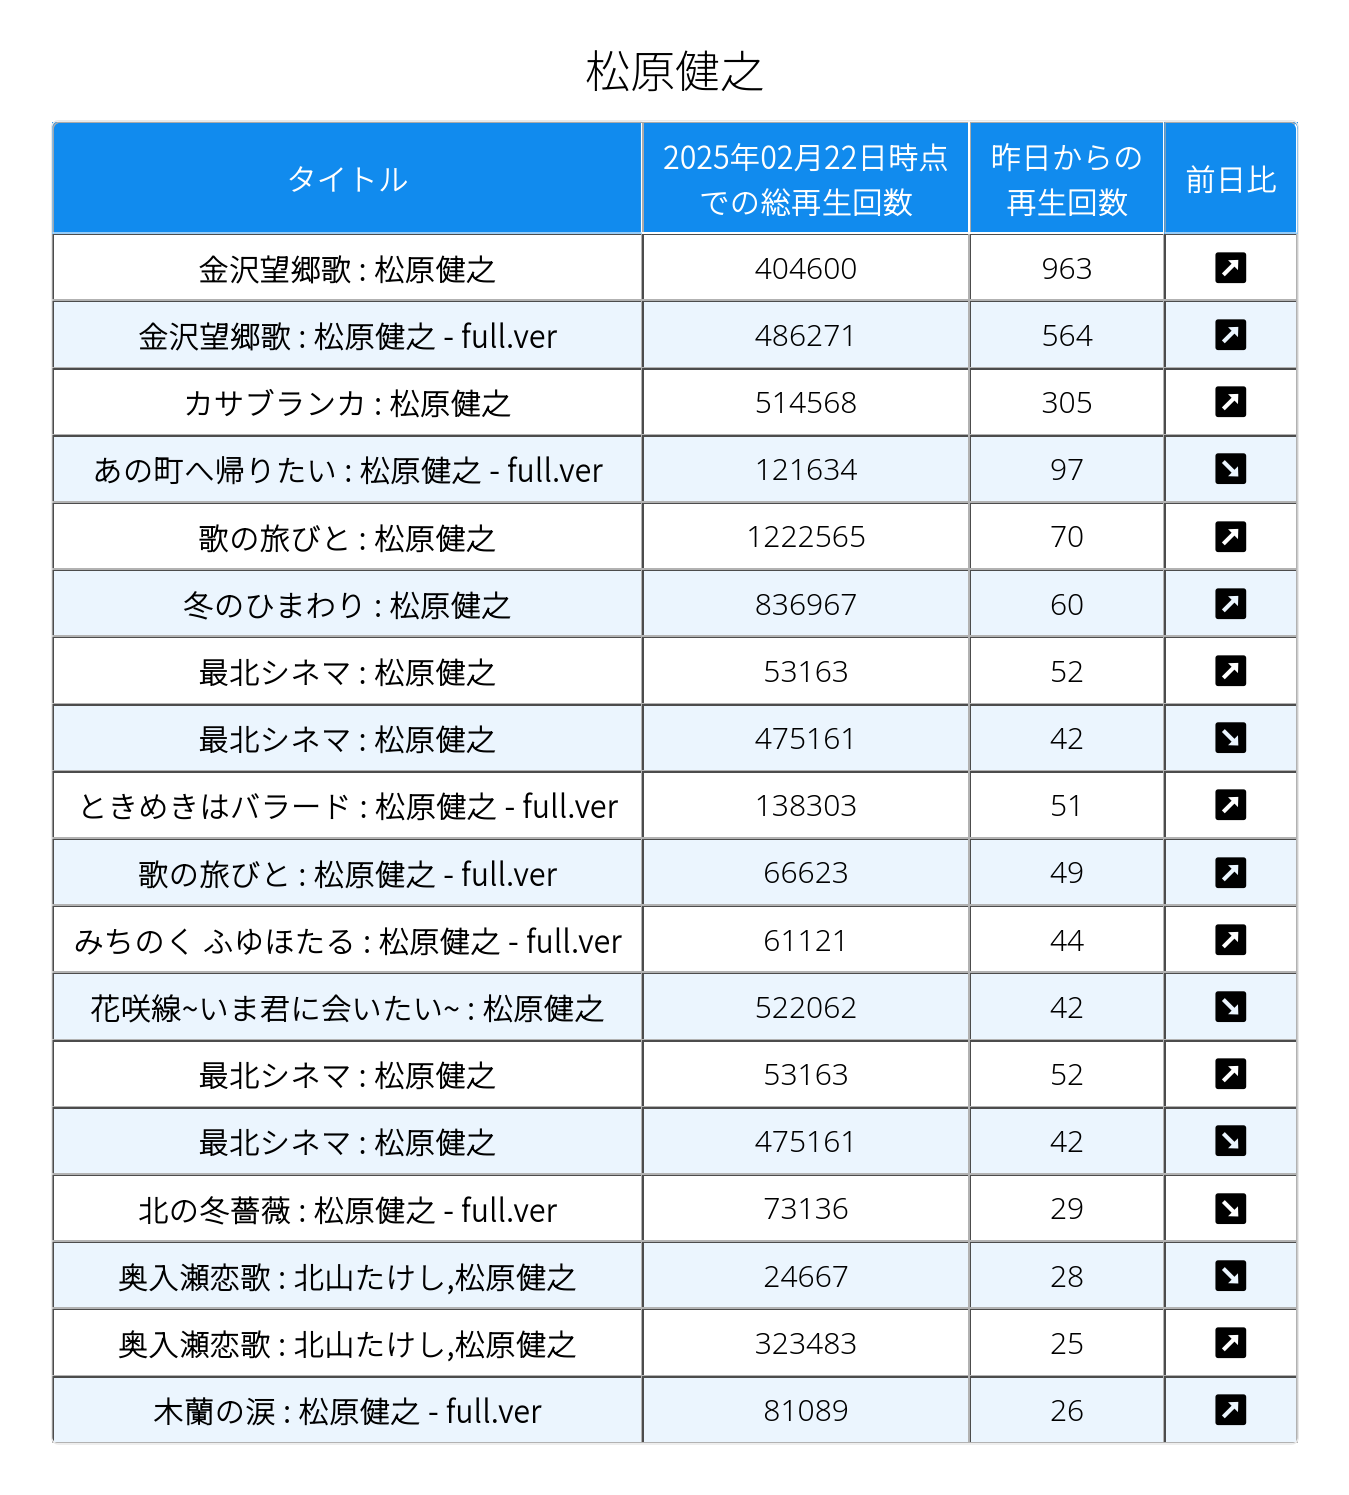 松原健之
タイトル
2025年02月22日時点
での総再生回数
昨日からの
再生回数
前日比
金沢望郷歌 : 松原健之 404600 963
金沢望郷歌 : 松原健之 - full.ver 486271 564
カサブランカ : 松原健之 514568 305
あの町へ帰りたい : 松原健之 - full.ver 121634 97
歌の旅びと : 松原健之 1222565 70
冬のひまわり : 松原健之 836967 60
最北シネマ : 松原健之 53163 52
最北シネマ : 松原健之 475161 42
ときめきはバラード : 松原健之 - full.ver 138303 51
歌の旅びと : 松原健之 - full.ver 66623 49
みちのく ふゆほたる : 松原健之 - full.ver 61121 44
花咲線~いま君に会いたい~ : 松原健之 522062 42
最北シネマ : 松原健之 53163 52
最北シネマ : 松原健之 475161 42
北の冬薔薇 : 松原健之 - full.ver 73136 29
奥入瀬恋歌 : 北山たけし,松原健之 24667 28
奥入瀬恋歌 : 北山たけし,松原健之 323483 25
木蘭の涙 : 松原健之 - full.ver 81089 26